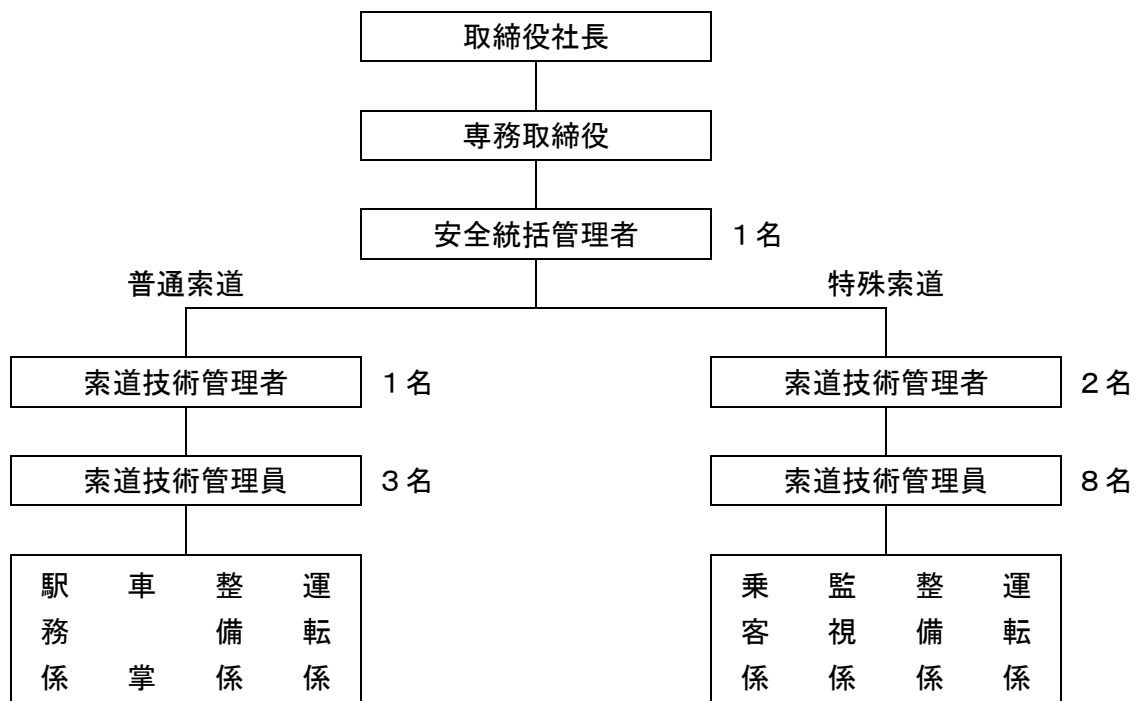 取締役社長
専務取締役
安全統括管理者 1名
普通索道 特殊索道
索道技術管理者 1名 索道技術管理者 2名
索道技術管理員 3名 索道技術管理員 8名
駅務係 車掌 整備係 運転係
乗客係 監視係 整備係 運転係